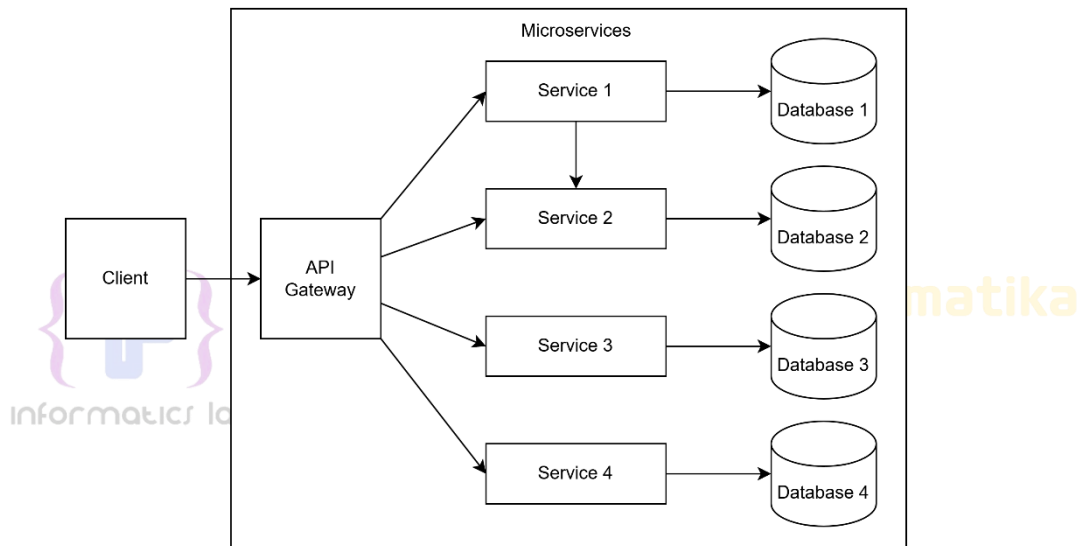 Microservices
Service 1
Database 1
Service 2
Database 2
Client
API
Gateway
matika
Service 3
Database 3
informatics la
Service 4
Database 4